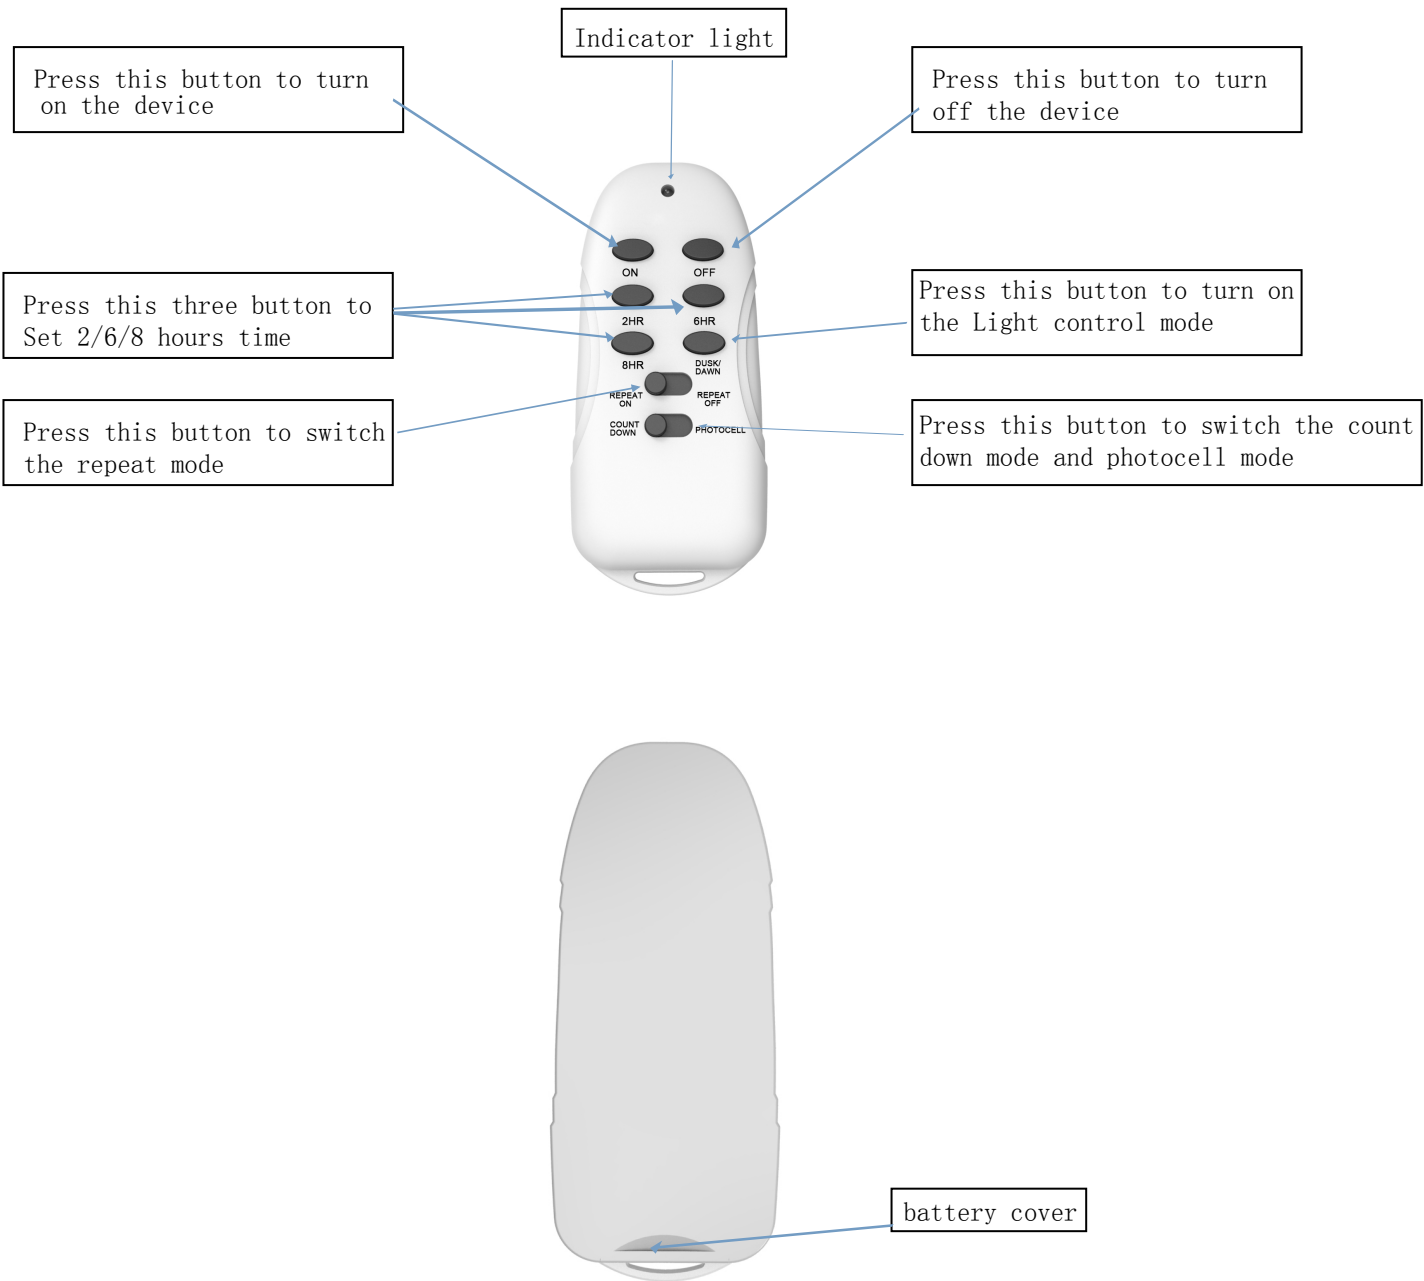 Indicator light
Press this button to turn
on the device
Press this button to turn
off the device
ON
OFF
Press this three button to
Set 2/6/8 hours time
Press this button to turn on
the Light control mode
2HR
6HR
8HR
DUSK/
DAWN
REPEAT
ON
REPEAT
OFF
Press this button to switch
the repeat mode
COUNT
DOWN
PHOTOCELL
Press this button to switch the count
down mode and photocell mode
battery cover